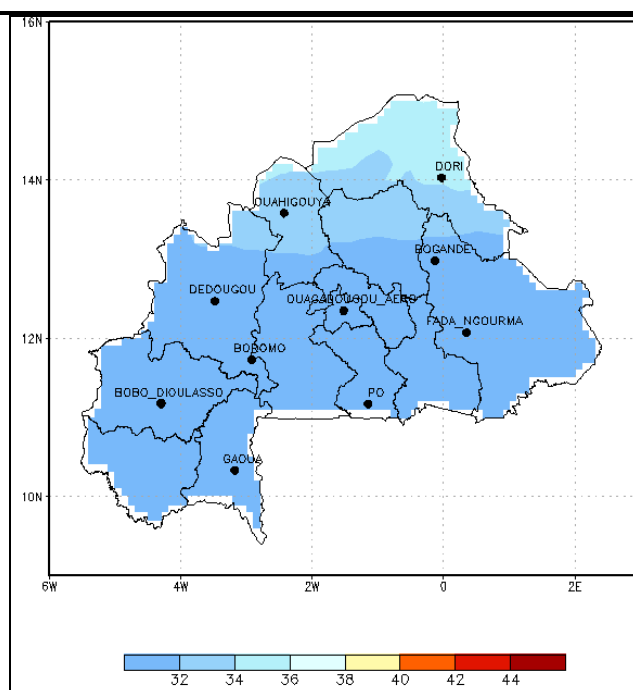 16N
14N
12N
10N
6W 4W 2W 0 2E
DORI
OUAHIGOUYA
BOGANDE
DEDOUGOU
OUAGADOUGOU_AERO
FADA_NGOURMA
BOROMO
BOBO_DIOULASSO
PO
GAOUA
32 34 36 38 40 42 44